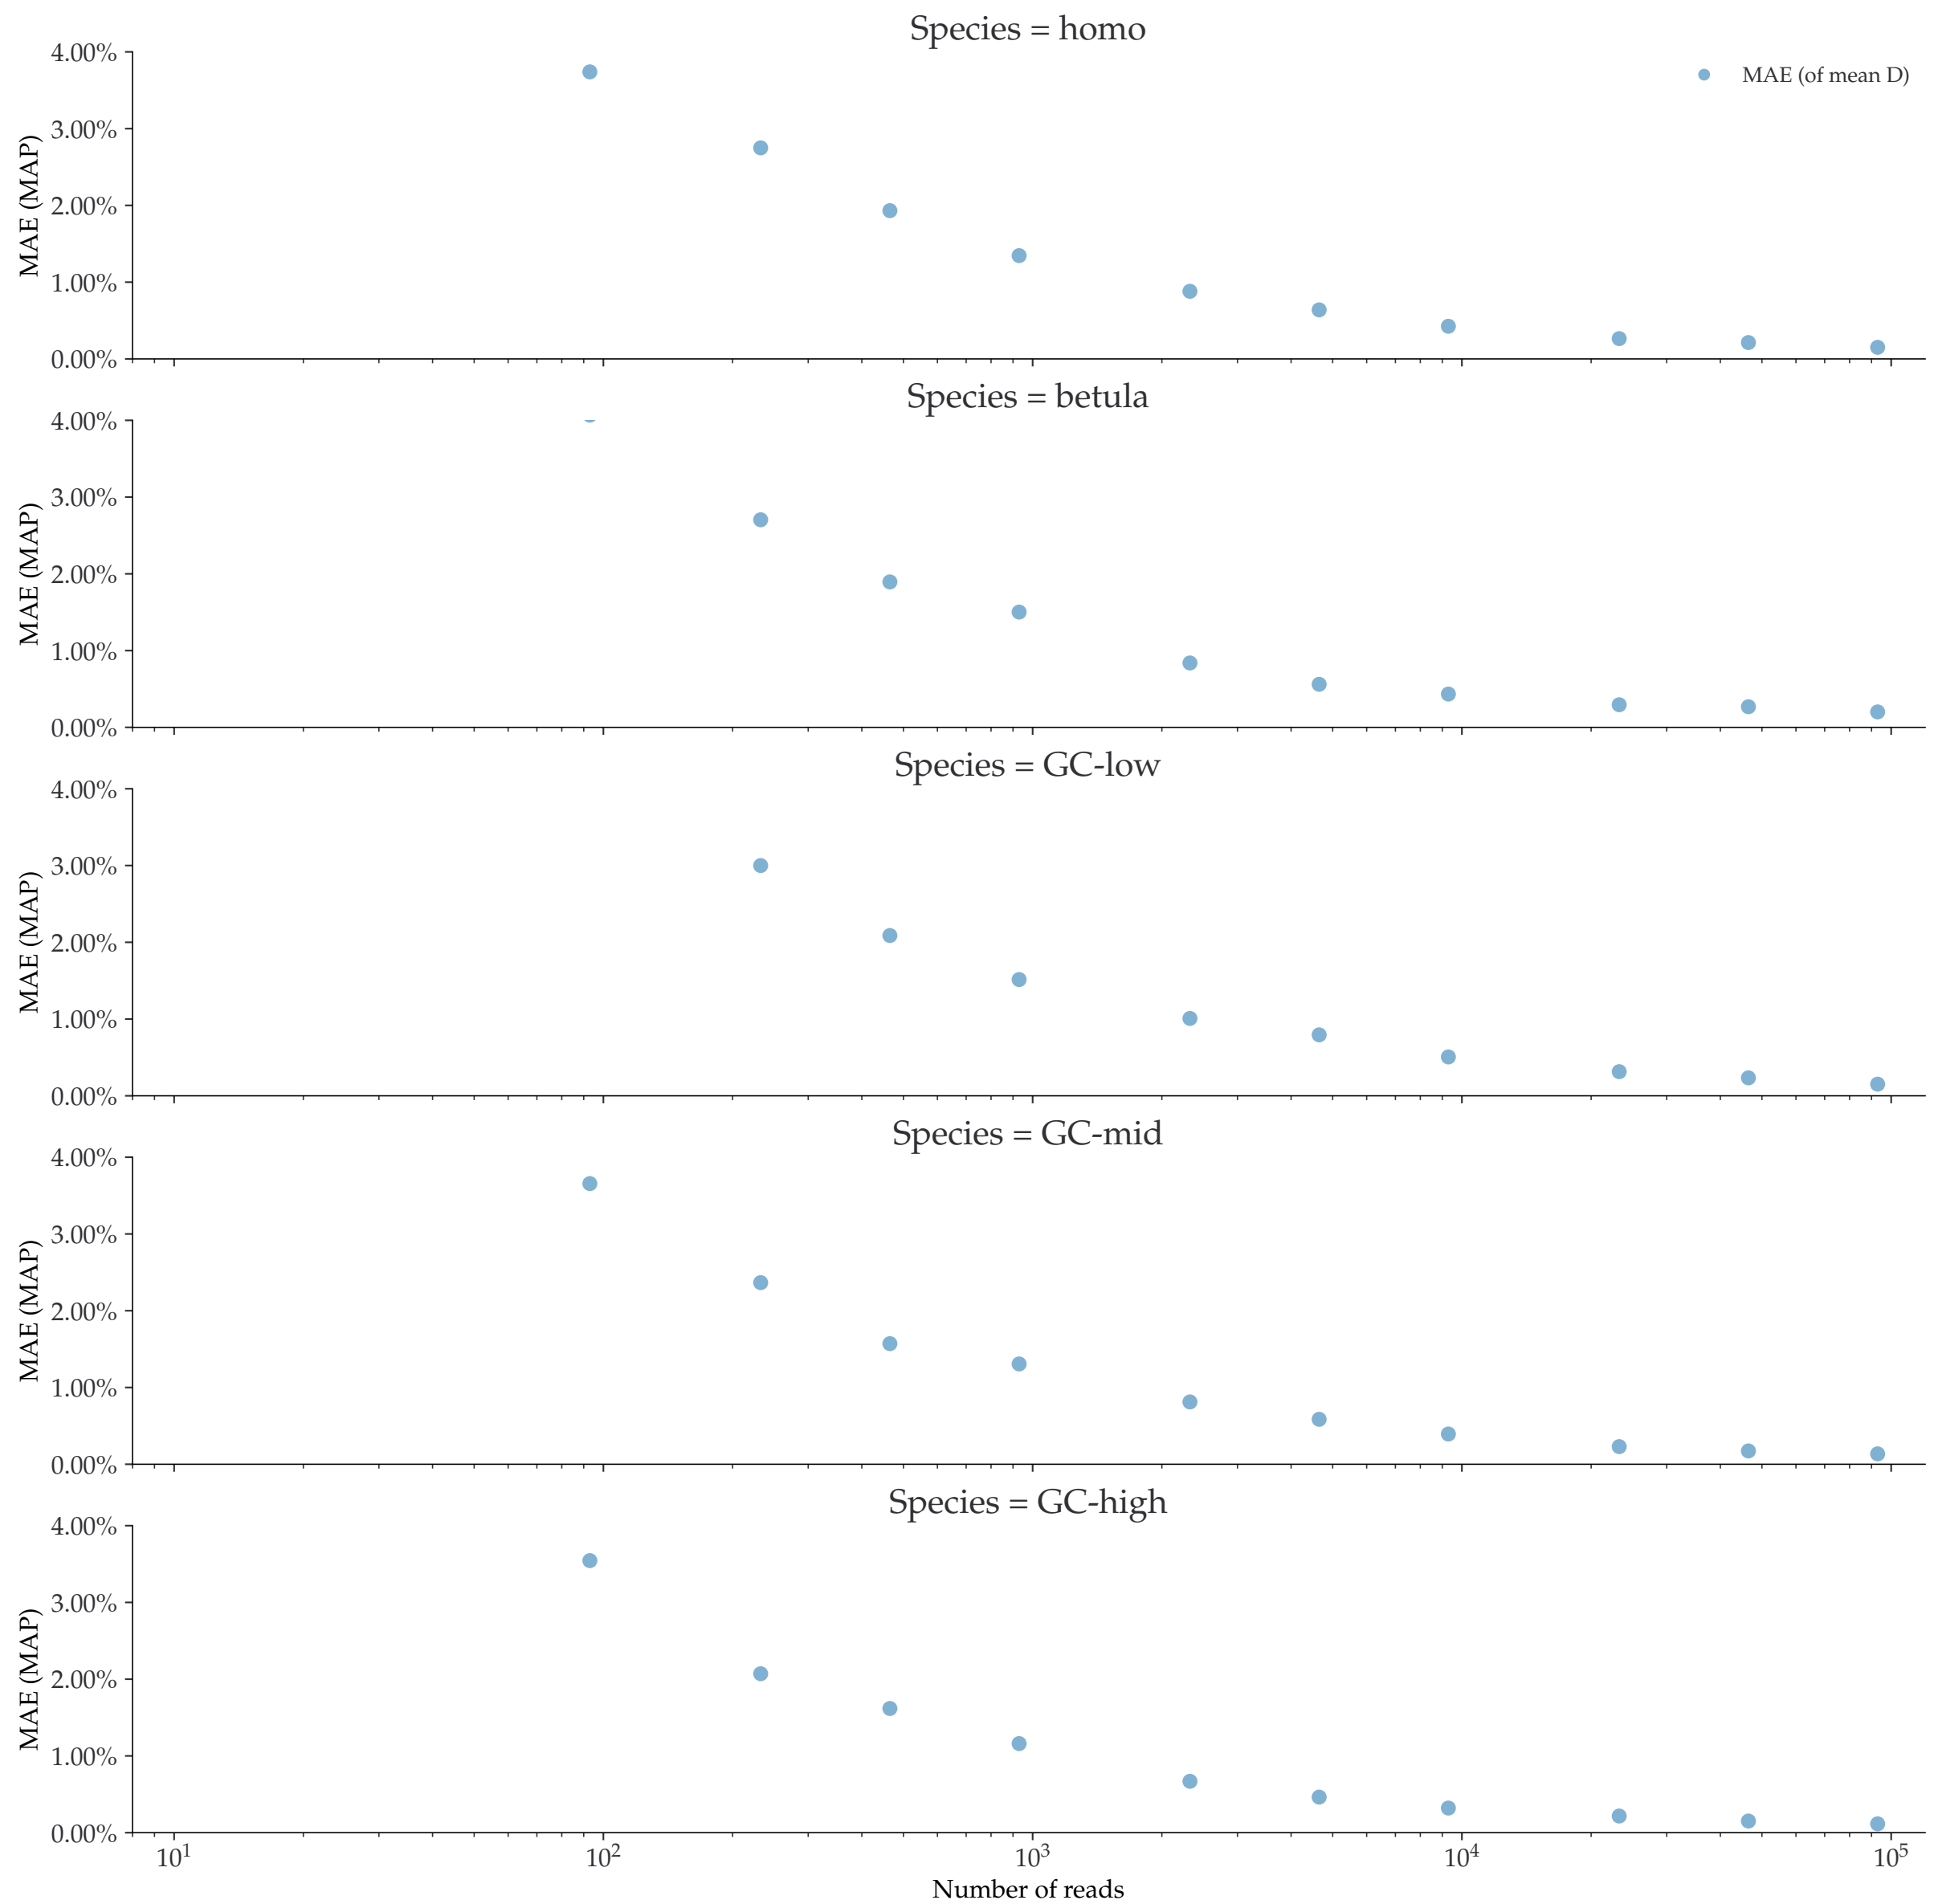 Species = homo
4.00%
MAE (of mean D)
3.00%
2.00%
1.00%
0.00%
MAE (MAP)
Species = betula
4.00%
3.00%
2.00%
1.00%
0.00%
MAE (MAP)
Species = GC-low
4.00%
3.00%
2.00%
1.00%
0.00%
MAE (MAP)
Species = GC-mid
4.00%
3.00%
2.00%
1.00%
0.00%
MAE (MAP)
Species = GC-high
4.00%
3.00%
2.00%
1.00%
0.00%
MAE (MAP)
10¹ 10² 10³ 10⁴ 10⁵
Number of reads